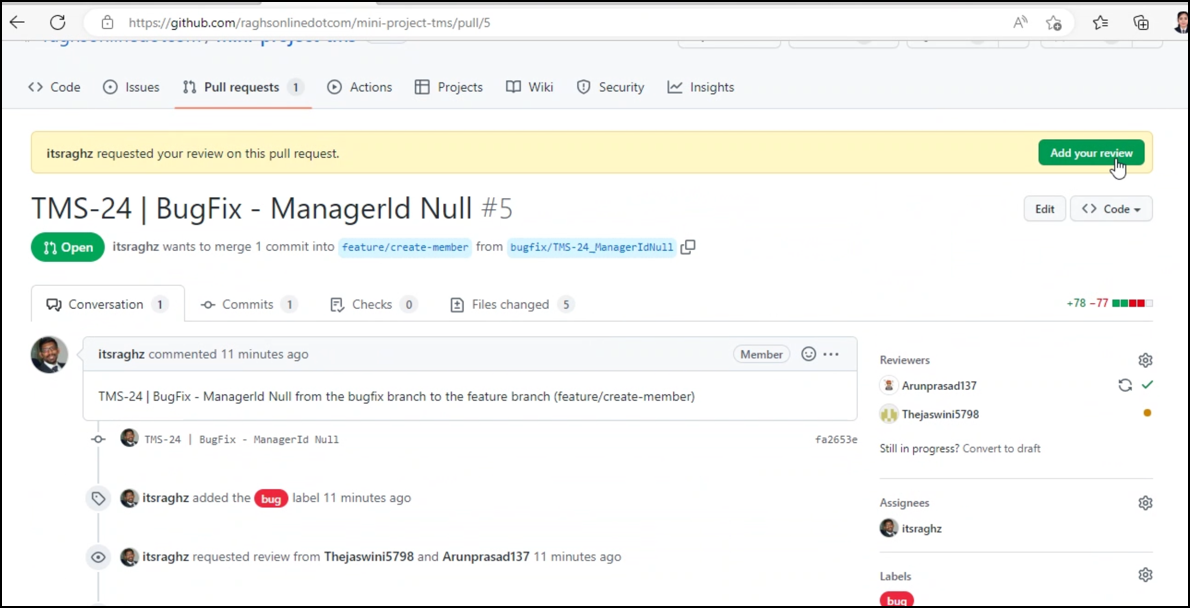 https://github.com/raghsonlinedotcom/mini-project-tms/pull/5
raghsonlinedotcom / mini-project-tms
Code
Issues
Pull requests 1
Actions
Projects
Wiki
Security
Insights
itsraghz requested your review on this pull request.
Add your review
TMS-24 | BugFix - ManagerId Null #5
Edit
Code
Open
itsraghz wants to merge 1 commit into feature/create-member from bugfix/TMS-24_ManagerIdNull
Conversation 1
Commits 1
Checks 0
Files changed 5
+78 −77
itsraghz commented 11 minutes ago
Member
TMS-24 | BugFix - ManagerId Null from the bugfix branch to the feature branch (feature/create-member)
TMS-24 | BugFix - ManagerId Null
fa2653e
itsraghz added the bug label 11 minutes ago
itsraghz requested review from Thejaswini5798 and Arunprasad137 11 minutes ago
Reviewers
Arunprasad137
Thejaswini5798
Still in progress? Convert to draft
Assignees
itsraghz
Labels
bug